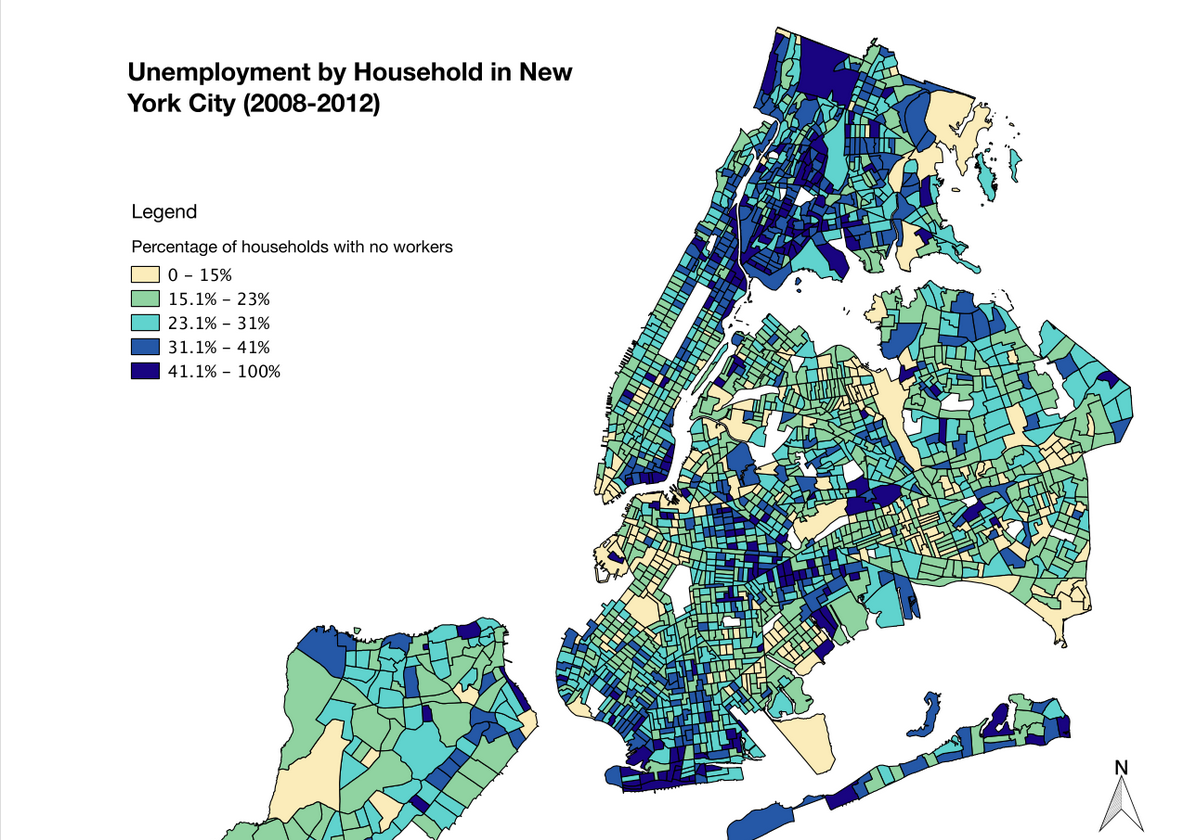 Unemployment by Household in New
York City (2008-2012)
Legend
Percentage of households with no workers
0 – 15%
15.1% – 23%
23.1% – 31%
31.1% – 41%
41.1% – 100%
N